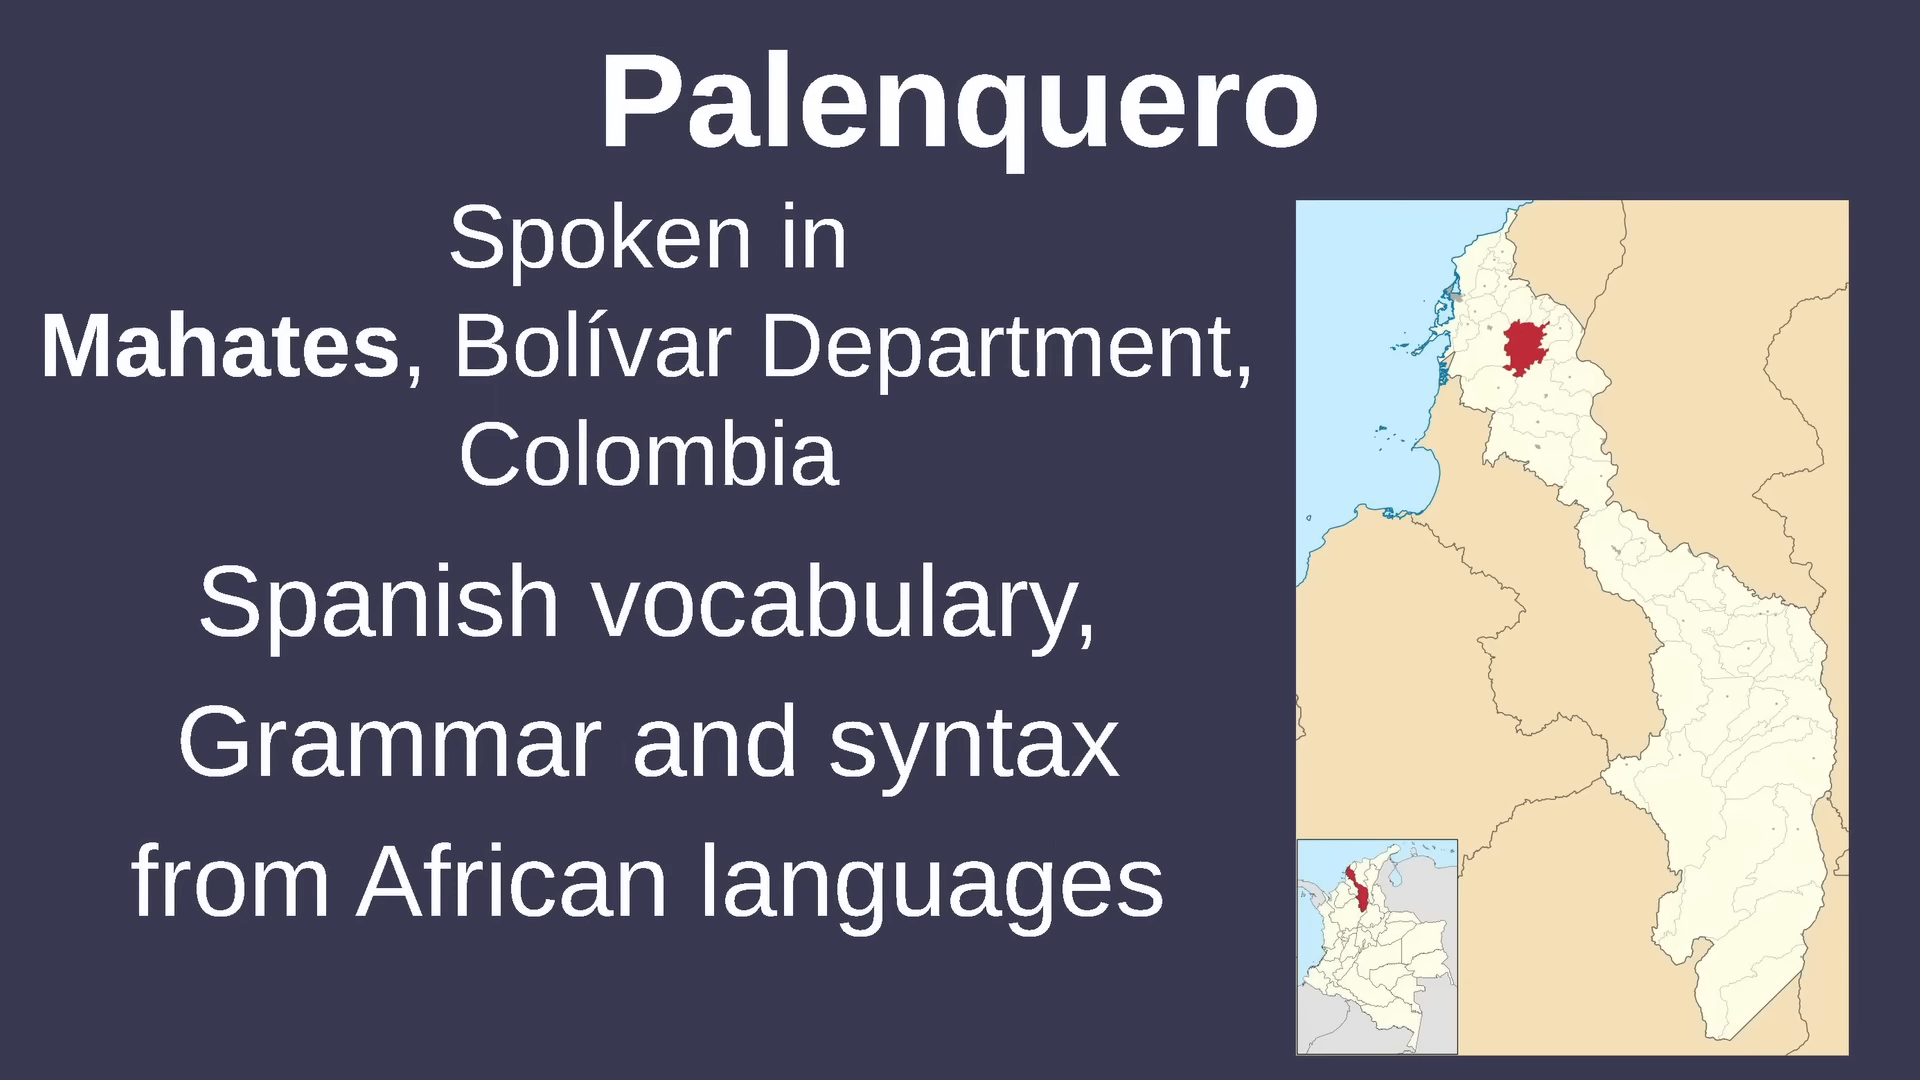 Palenquero
Spoken in
Mahates, Bolívar Department,
Colombia
Spanish vocabulary,
Grammar and syntax
from African languages